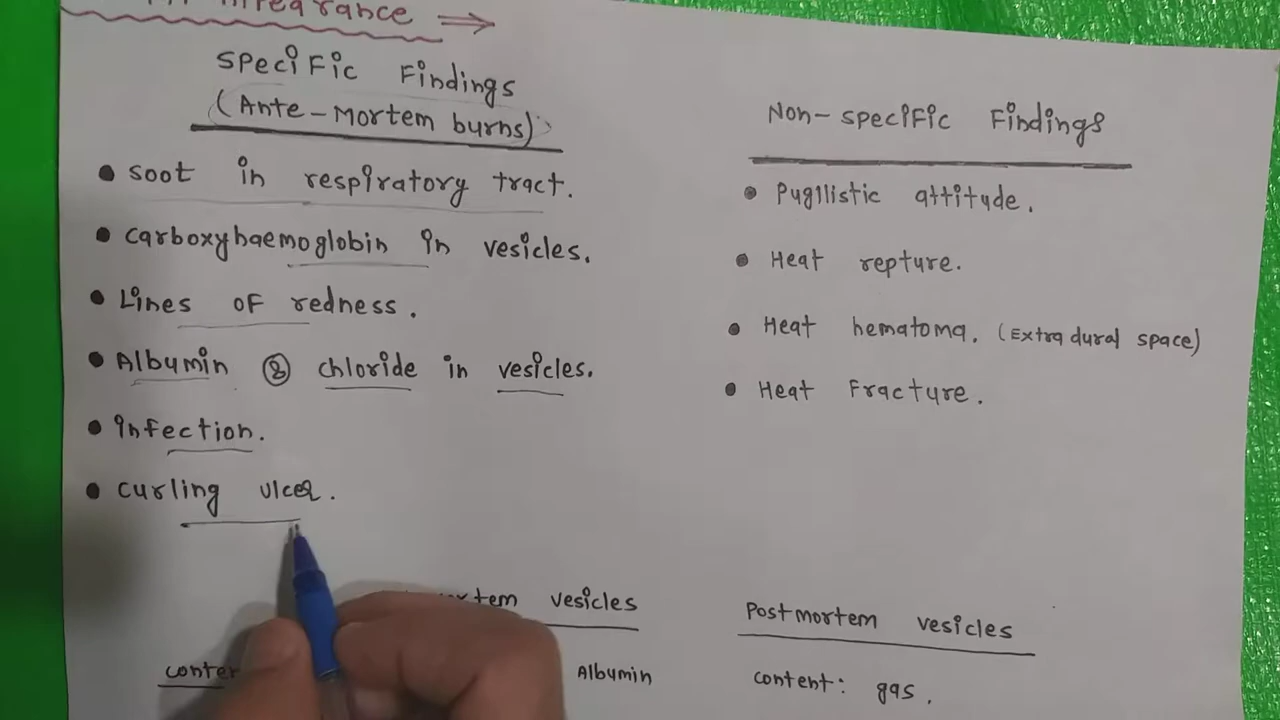 Specific Findings
(Ante-Mortem burns)
• Soot in respiratory tract.
• Carboxyhaemoglobin in vesicles.
• Lines of redness.
• Albumin & chloride in vesicles.
• Infection.
• Curling ulcer.
Non-specific Findings
• Pugilistic attitude.
• Heat repture.
• Heat hematoma. (Extradural space)
• Heat Fracture.
vesicles
Albumin
Postmortem vesicles
content: gas.